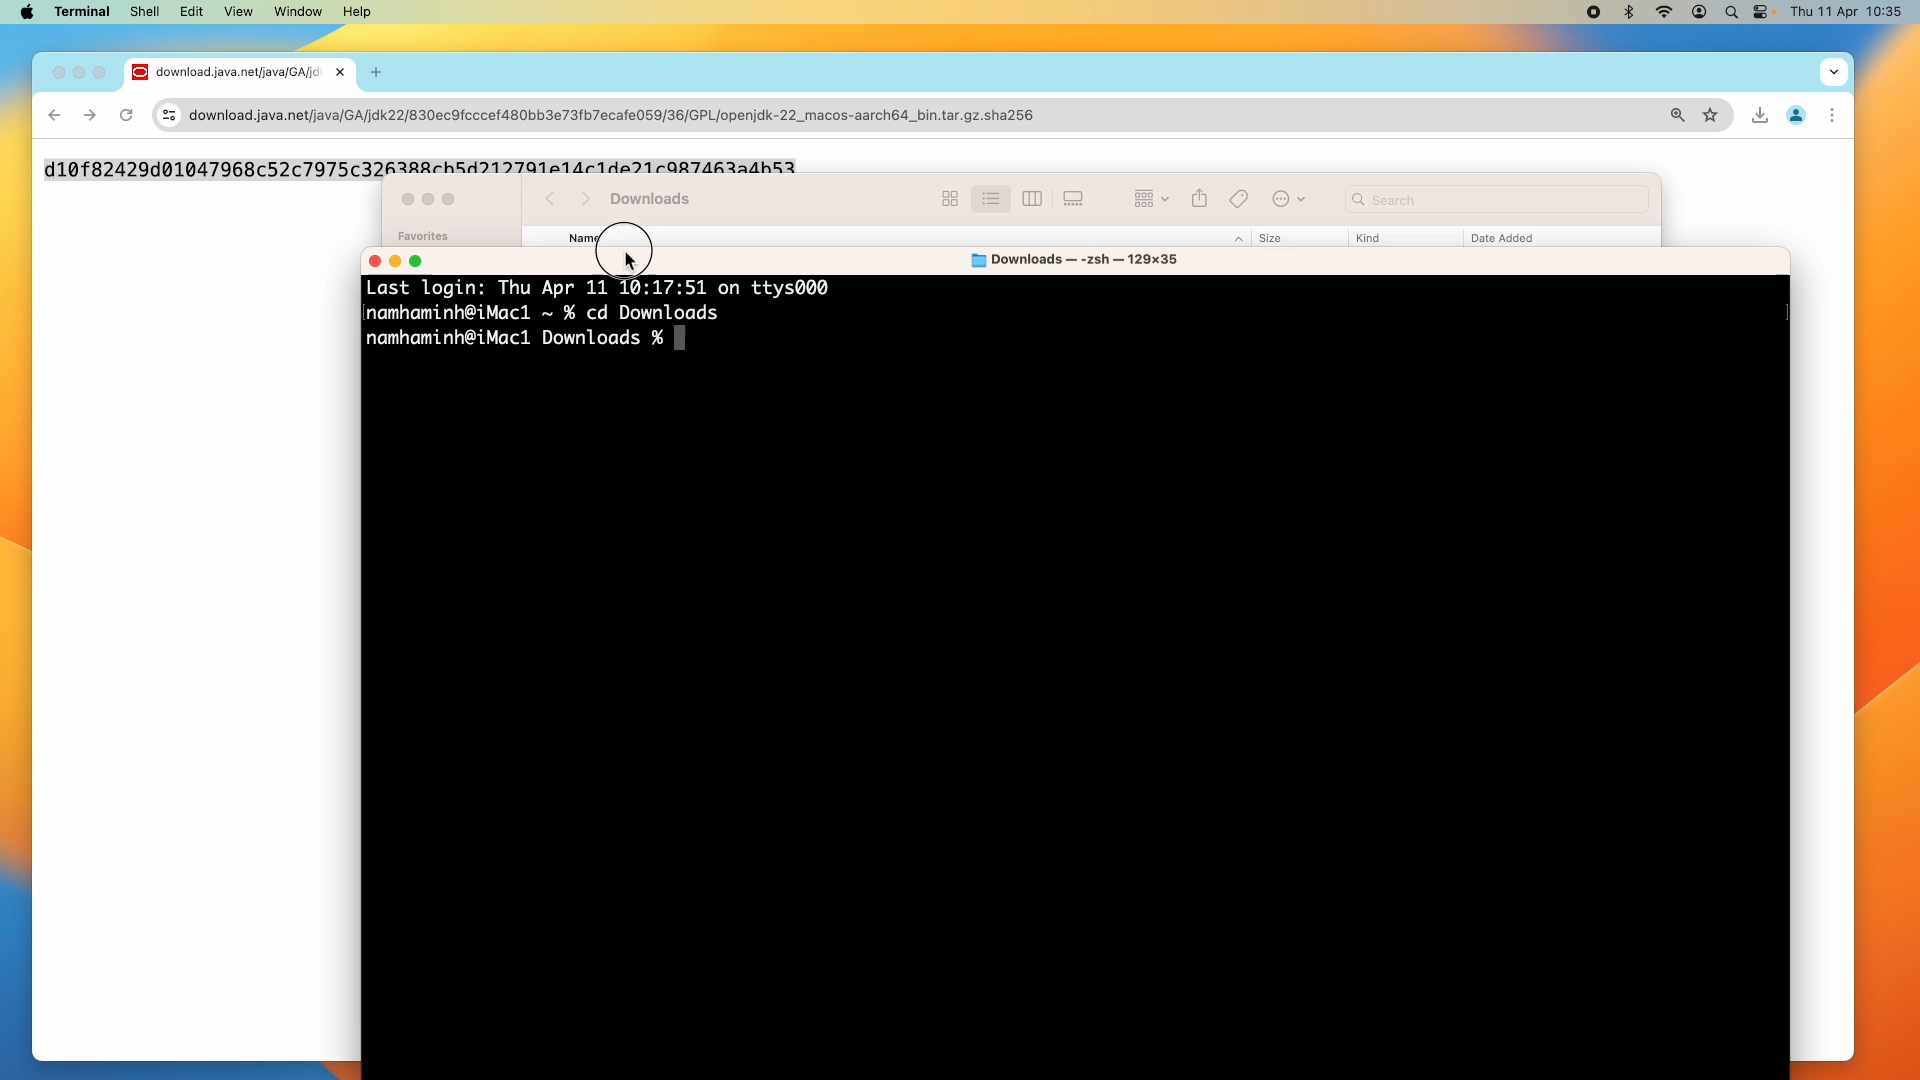 Terminal Shell Edit View Window Help Thu 11 Apr 10:35
download.java.net/java/GA/jdk
download.java.net/java/GA/jdk22/830ec9fcccef480bb3e73fb7ecafe059/36/GPL/openjdk-22_macos-aarch64_bin.tar.gz.sha256
d10f82429d01047968c52c7975c326388cb5d212791e14c1de21c987463a4b53
Downloads Search
Favorites Name Size Kind Date Added
Downloads — -zsh — 129×35
Last login: Thu Apr 11 10:17:51 on ttys000
[namhaminh@iMac1 ~ % cd Downloads ]
namhaminh@iMac1 Downloads %